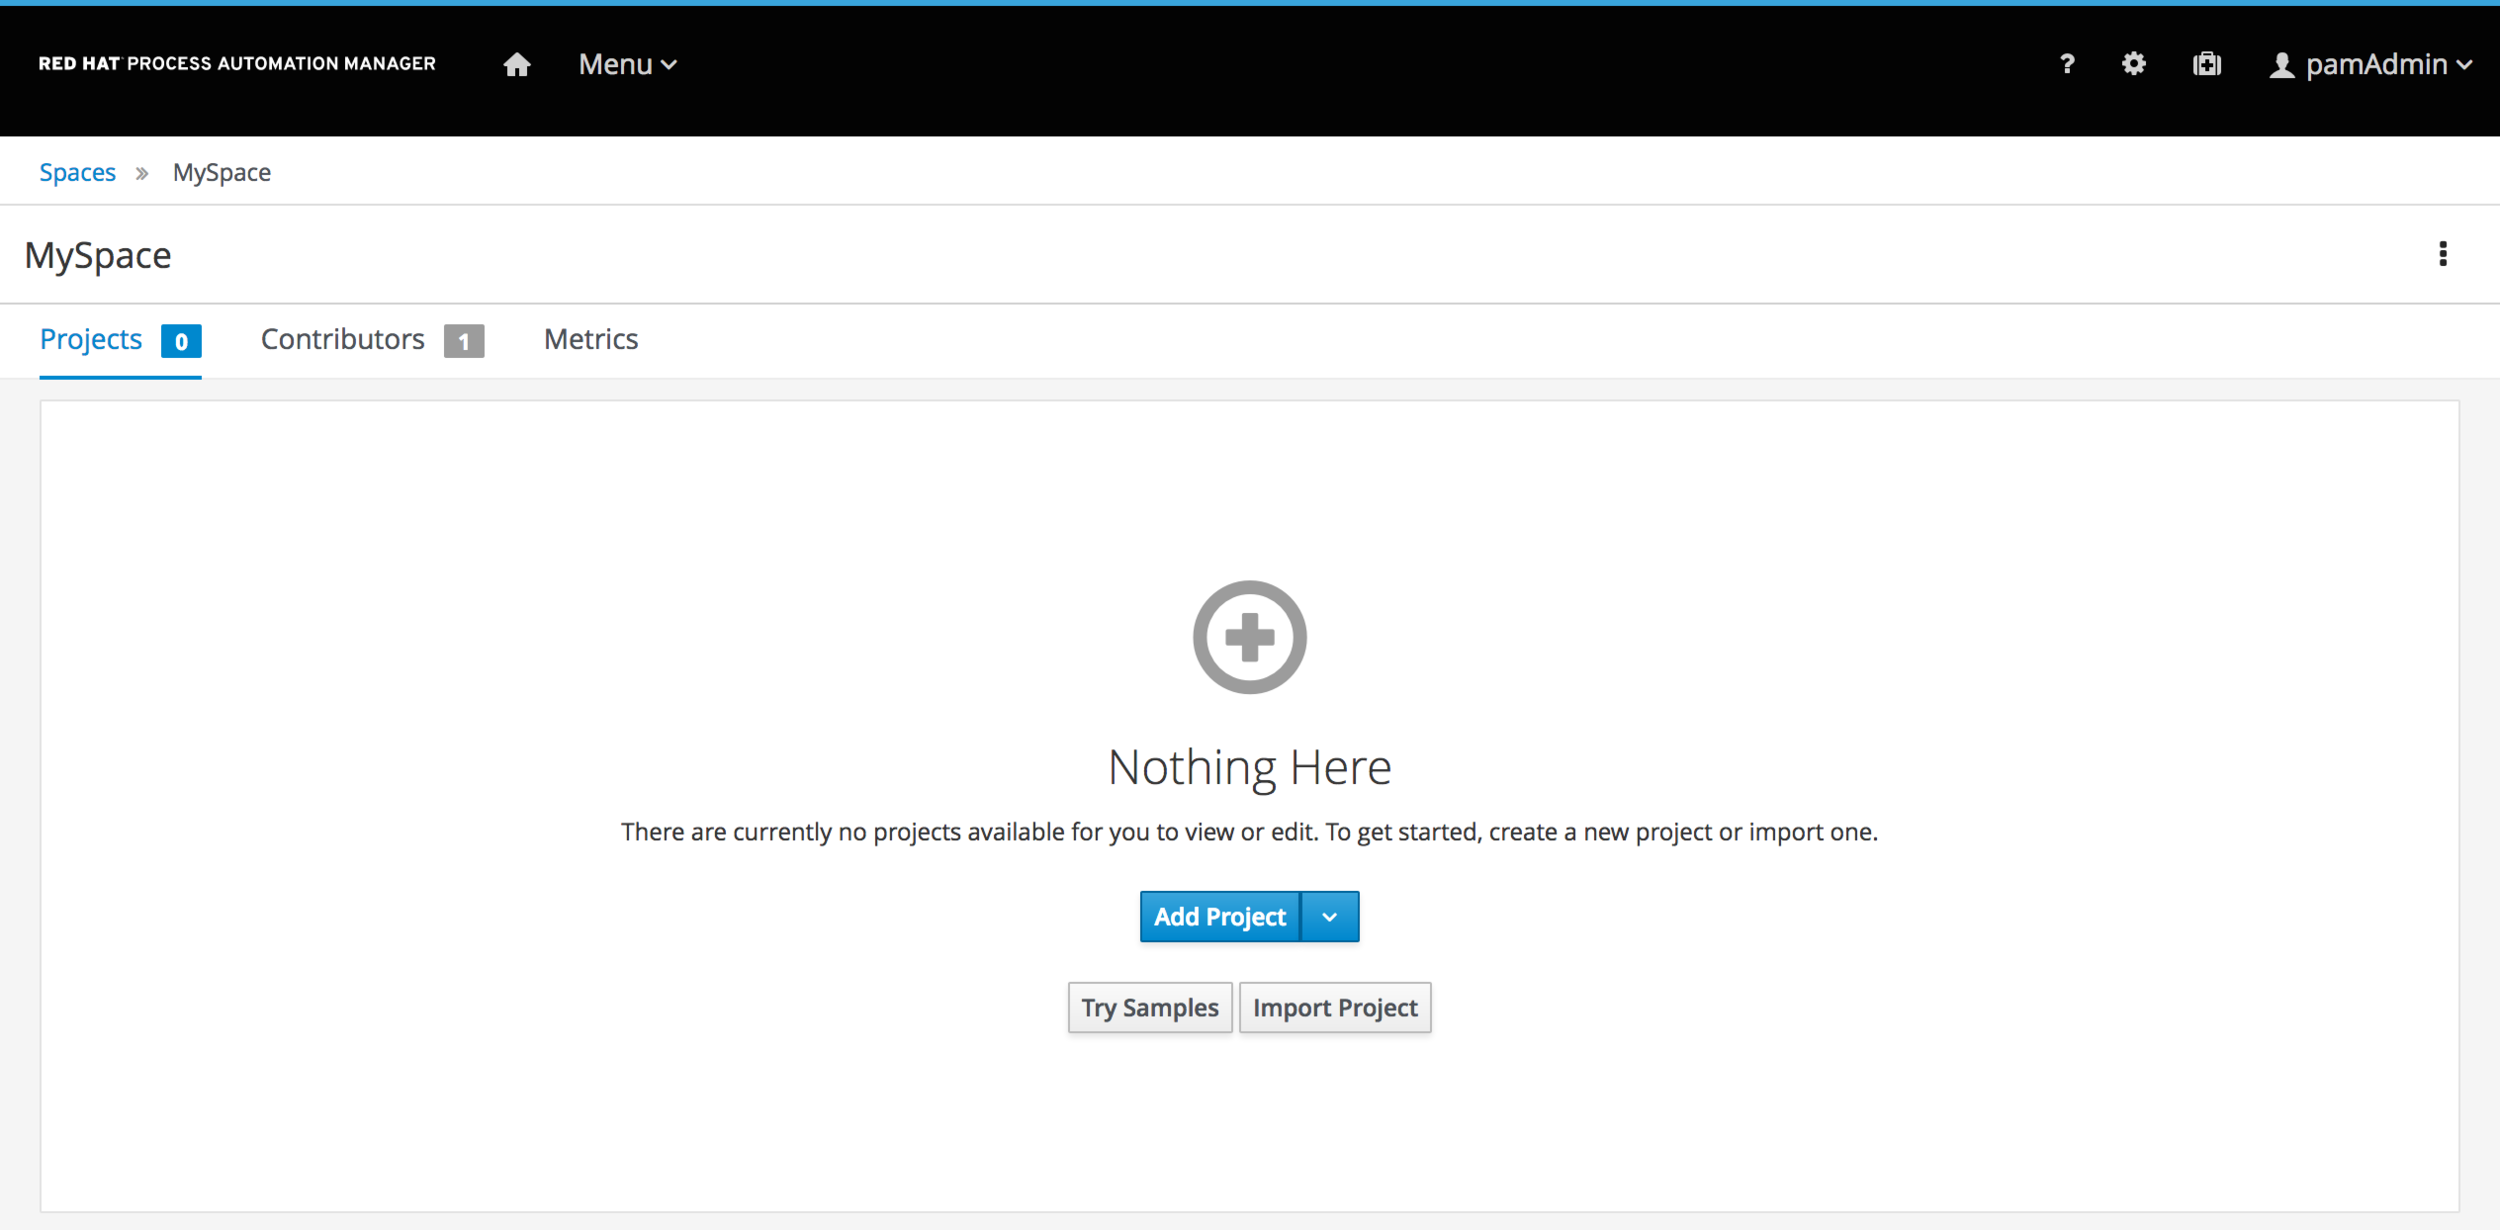 RED HAT PROCESS AUTOMATION MANAGER Menu ? pamAdmin
Spaces » MySpace
MySpace
Projects 0 Contributors 1 Metrics
Nothing Here
There are currently no projects available for you to view or edit. To get started, create a new project or import one.
Add Project
Try Samples Import Project